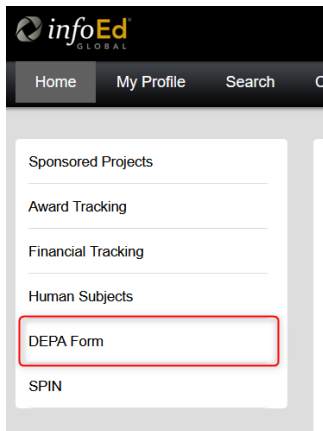 infoEd
GLOBAL
Home My Profile Search
Sponsored Projects
Award Tracking
Financial Tracking
Human Subjects
DEPA Form
SPIN